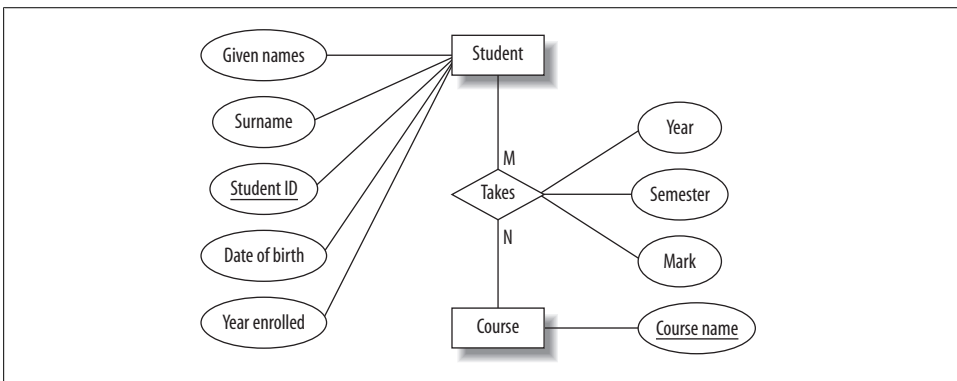 Given names
Student
Surname
Year
Student ID
M
Takes
Semester
N
Date of birth
Mark
Year enrolled
Course
Course name